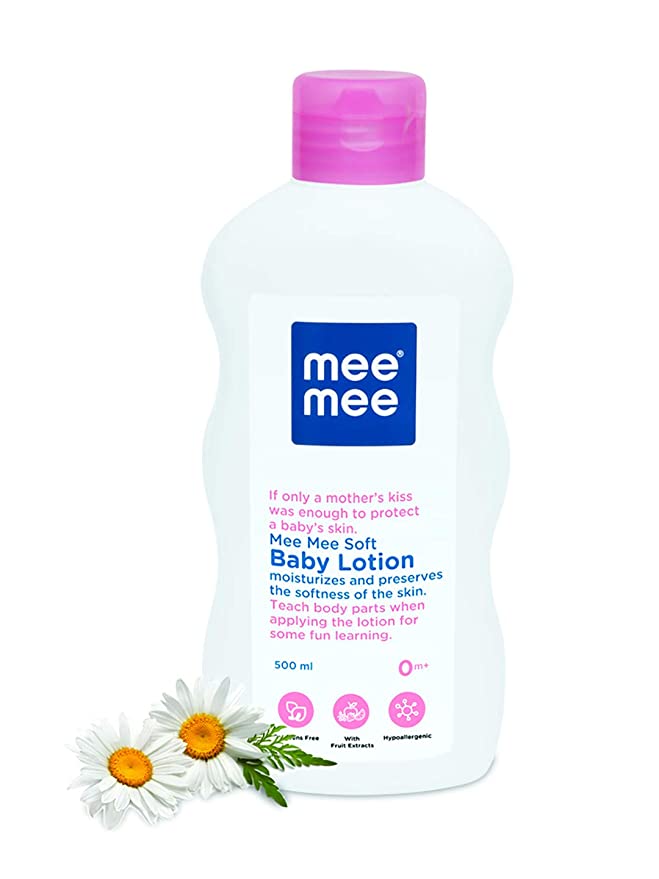 mee®
mee
If only a mother's kiss
was enough to protect
a baby's skin.
Mee Mee Soft
Baby Lotion
moisturizes and preserves
the softness of the skin.
Teach body parts when
applying the lotion for
some fun learning.
500 ml
0m+
Free
With
Fruit Extracts
Hypoallergenic